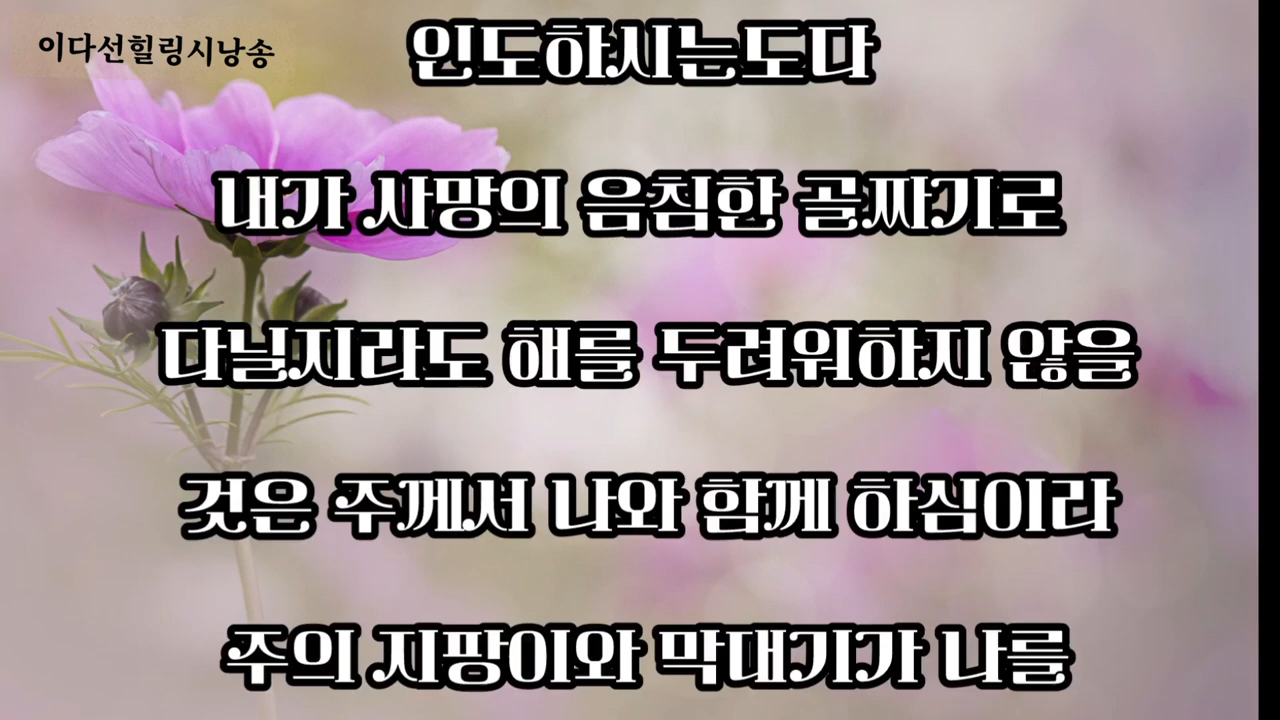 이다선힐링시낭송
인도하시는도다
내가 사망의 음침한 골짜기로
다닐지라도 해를 두려워하지 않을
것은 주께서 나와 함께 하심이라
주의 지팡이와 막대기가 나를